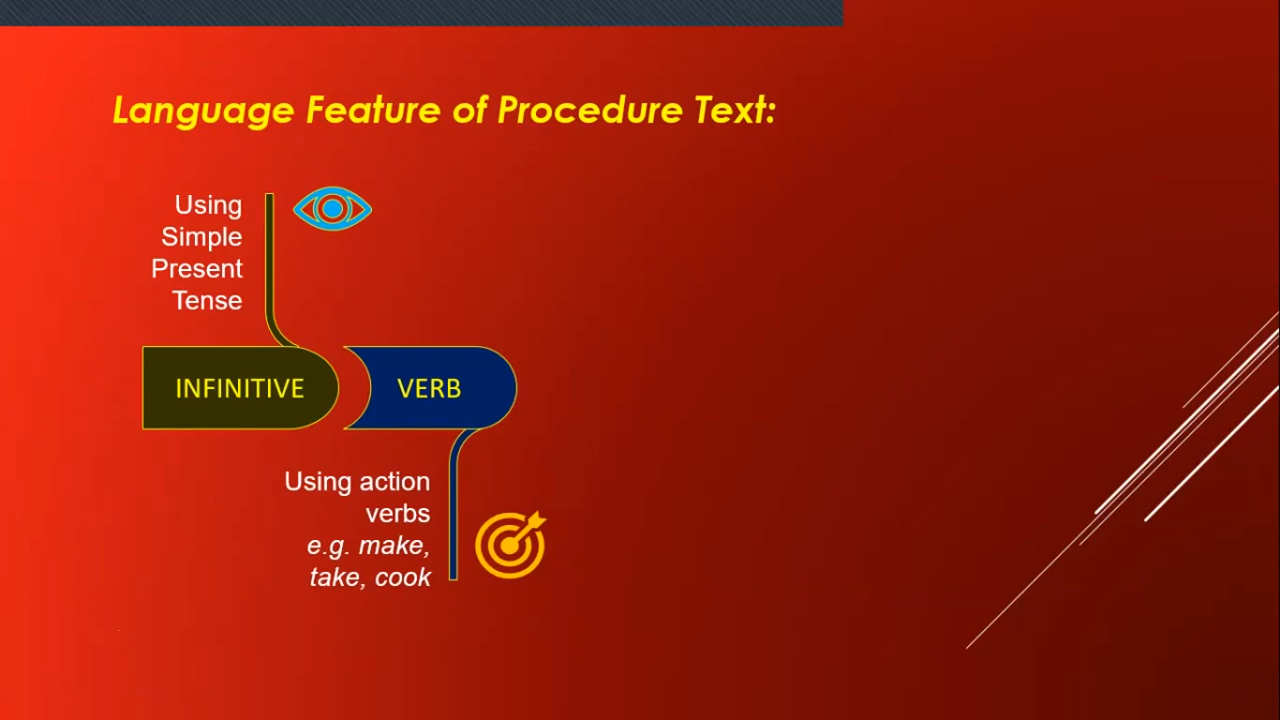 Language Feature of Procedure Text:
Using
Simple
Present
Tense
INFINITIVE
VERB
Using action
verbs
e.g. make,
take, cook